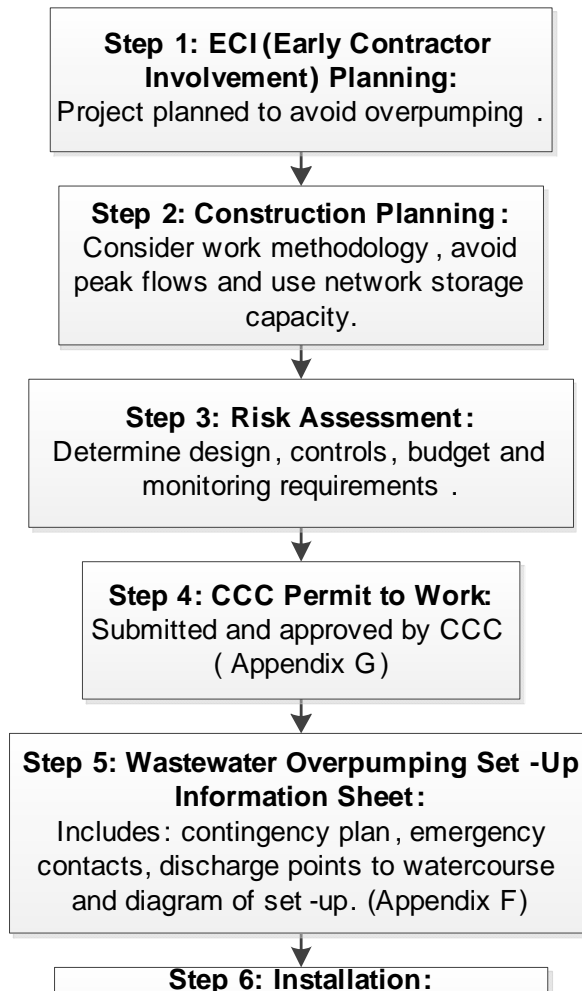 Step 1: ECI (Early Contractor
Involvement) Planning:
Project planned to avoid overpumping .
Step 2: Construction Planning :
Consider work methodology , avoid
peak flows and use network storage
capacity.
Step 3: Risk Assessment :
Determine design , controls, budget and
monitoring requirements .
Step 4: CCC Permit to Work:
Submitted and approved by CCC
( Appendix G )
Step 5: Wastewater Overpumping Set -Up
Information Sheet :
Includes: contingency plan , emergency
contacts, discharge points to watercourse
and diagram of set -up. (Appendix F)
Step 6: Installation: